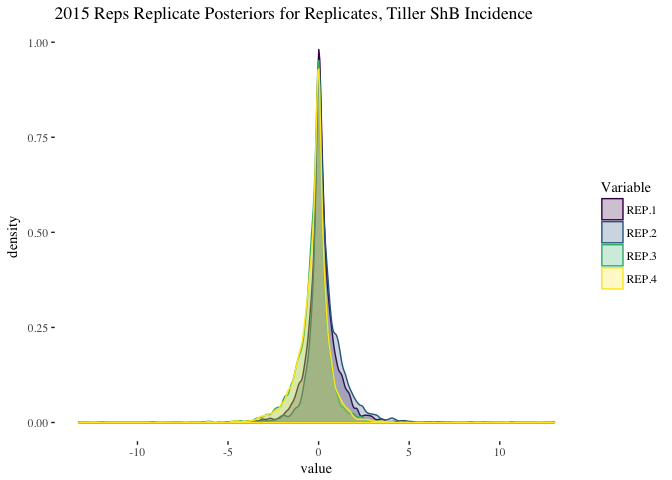 2015 Reps Replicate Posteriors for Replicates, Tiller ShB Incidence
1.00
0.75
0.50
0.25
0.00
density
-10
-5
0
5
10
value
Variable
REP.1
REP.2
REP.3
REP.4